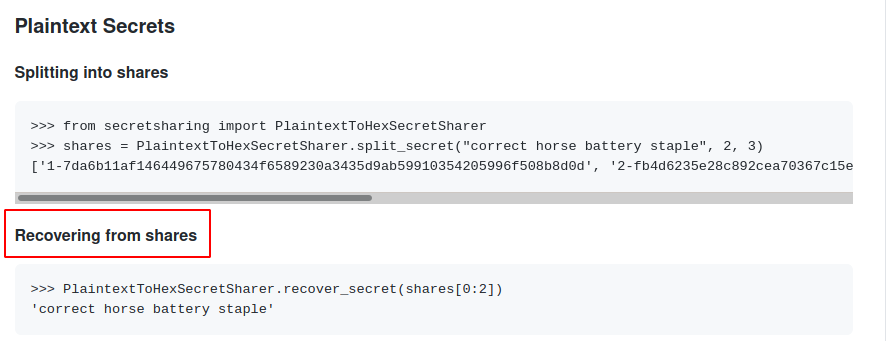 Plaintext Secrets
Splitting into shares
>>> from secretsharing import PlaintextToHexSecretSharer
>>> shares = PlaintextToHexSecretSharer.split_secret("correct horse battery staple", 2, 3)
['1-7da6b11af146449675780434f6589230a3435d9ab59910354205996f508b8d0d', '2-fb4d6235e28c892cea70367c15e
Recovering from shares
>>> PlaintextToHexSecretSharer.recover_secret(shares[0:2])
'correct horse battery staple'